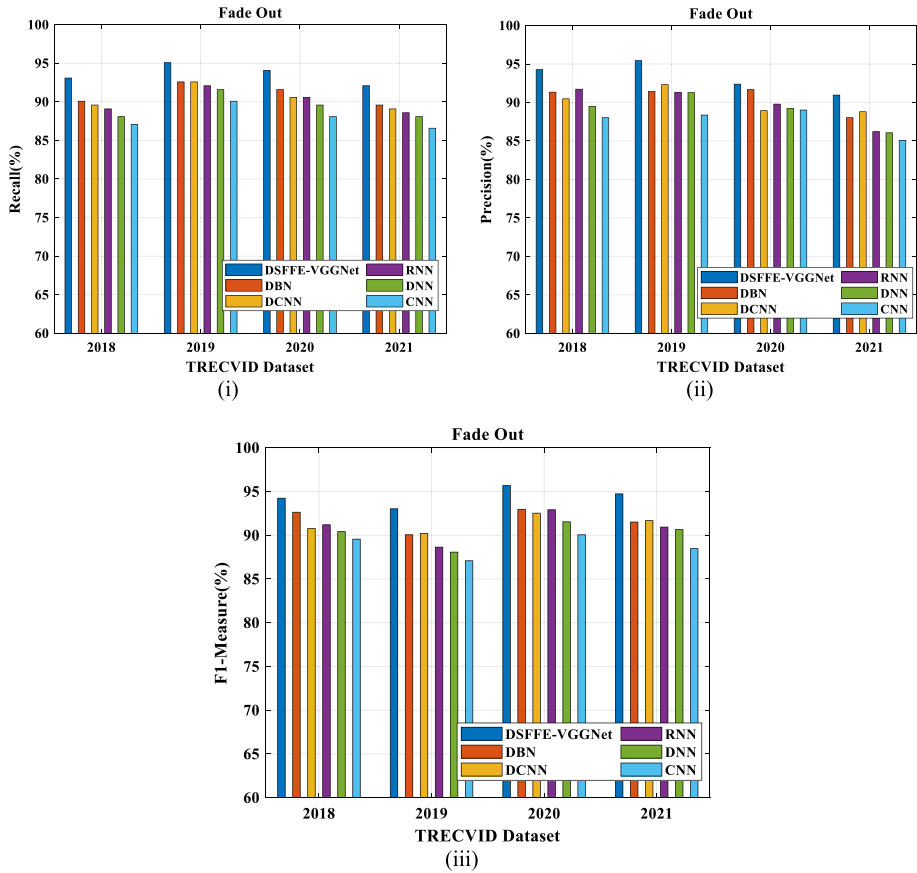 Fade Out
100
95
90
85
80
75
70
65
60
Recall(%)
DSFFE-VGGNet
DBN
DCNN
RNN
DNN
CNN
2018 2019 2020 2021
TRECVID Dataset
(i)
Fade Out
100
95
90
85
80
75
70
65
60
Precision(%)
DSFFE-VGGNet
DBN
DCNN
RNN
DNN
CNN
2018 2019 2020 2021
TRECVID Dataset
(ii)
Fade Out
100
95
90
85
80
75
70
65
60
F1-Measure(%)
DSFFE-VGGNet
DBN
DCNN
RNN
DNN
CNN
2018 2019 2020 2021
TRECVID Dataset
(iii)